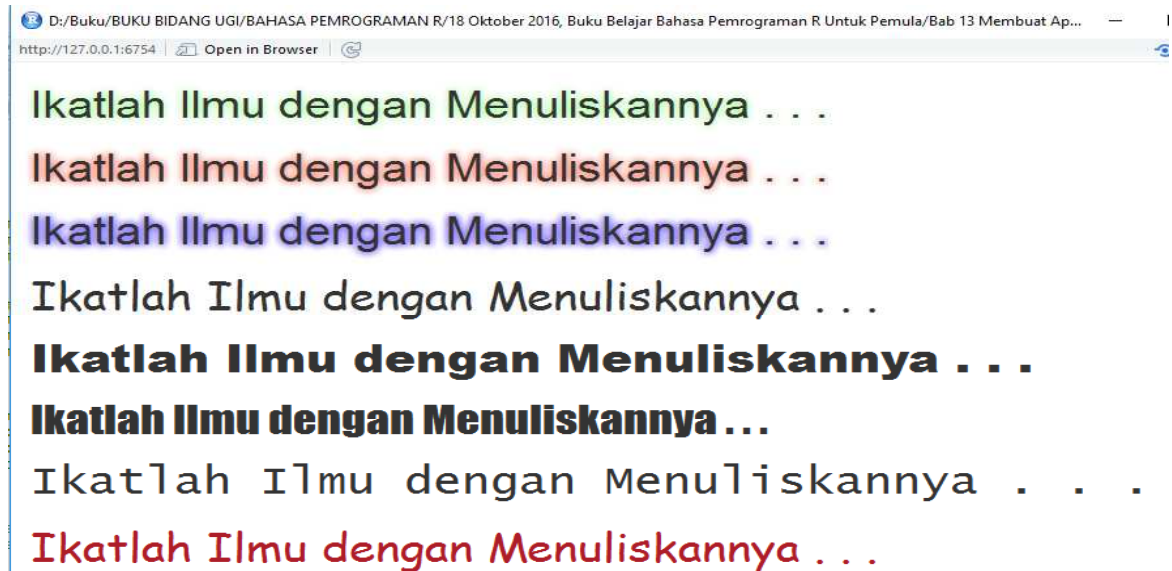 D:/Buku/BUKU BIDANG UGI/BAHASA PEMROGRAMAN R/18 Oktober 2016, Buku Belajar Bahasa Pemrograman R Untuk Pemula/Bab 13 Membuat Ap...
http://127.0.0.1:6754 Open in Browser
Ikatlah Ilmu dengan Menuliskannya . . .
Ikatlah Ilmu dengan Menuliskannya . . .
Ikatlah Ilmu dengan Menuliskannya . . .
Ikatlah Ilmu dengan Menuliskannya . . .
Ikatlah Ilmu dengan Menuliskannya . . .
Ikatlah Ilmu dengan Menuliskannya . . .
Ikatlah Ilmu dengan Menuliskannya . . .
Ikatlah Ilmu dengan Menuliskannya . . .